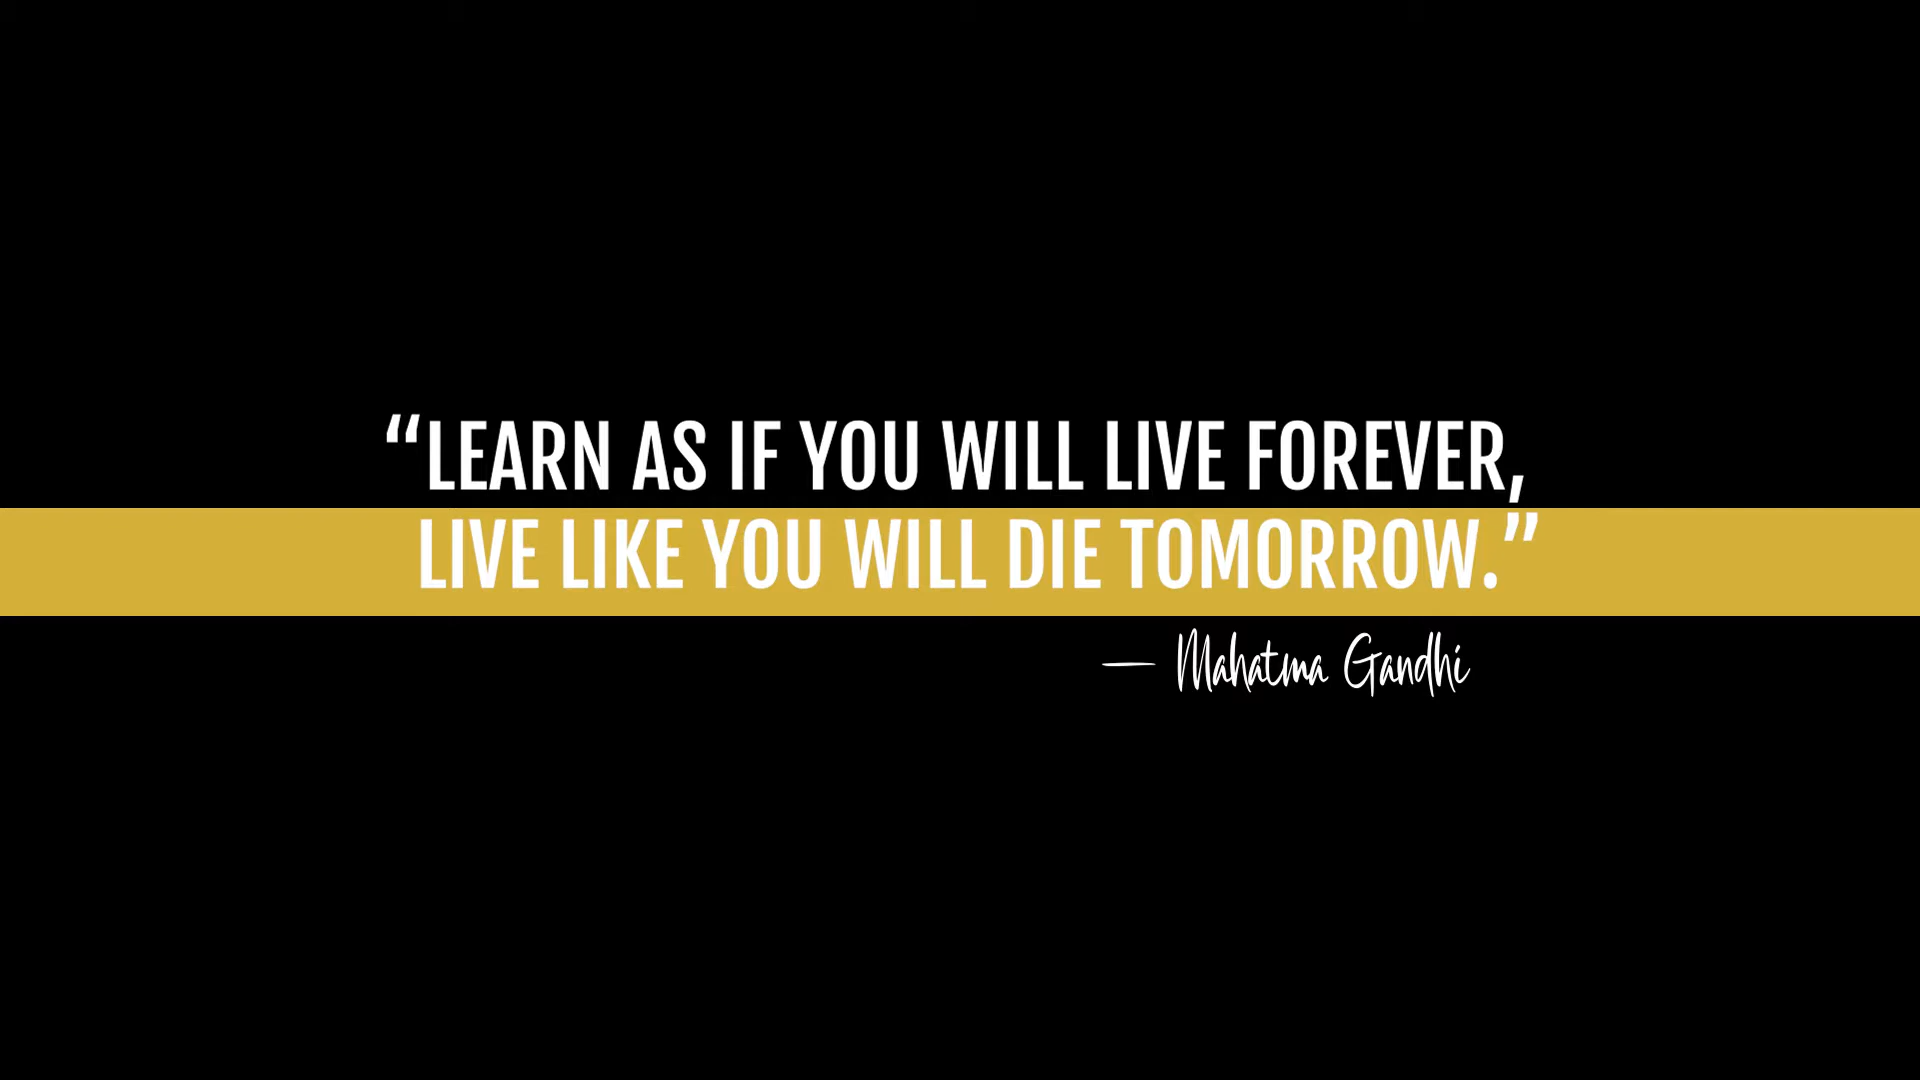 “LEARN AS IF YOU WILL LIVE FOREVER,
LIVE LIKE YOU WILL DIE TOMORROW.”
— Mahatma Gandhi